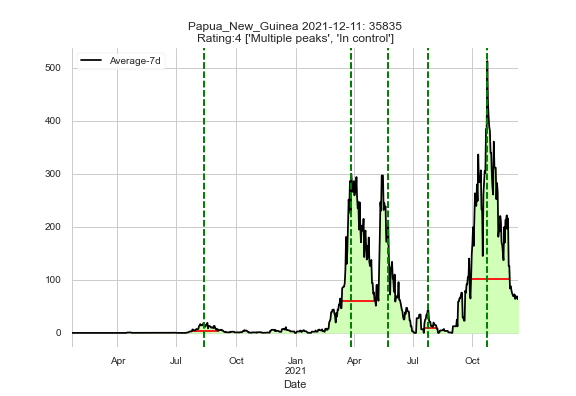 Papua_New_Guinea 2021-12-11: 35835
Rating:4 ['Multiple peaks', 'In control']
Average-7d
500
400
300
200
100
0
Apr Jul Oct Jan Apr Jul Oct
2021
Date